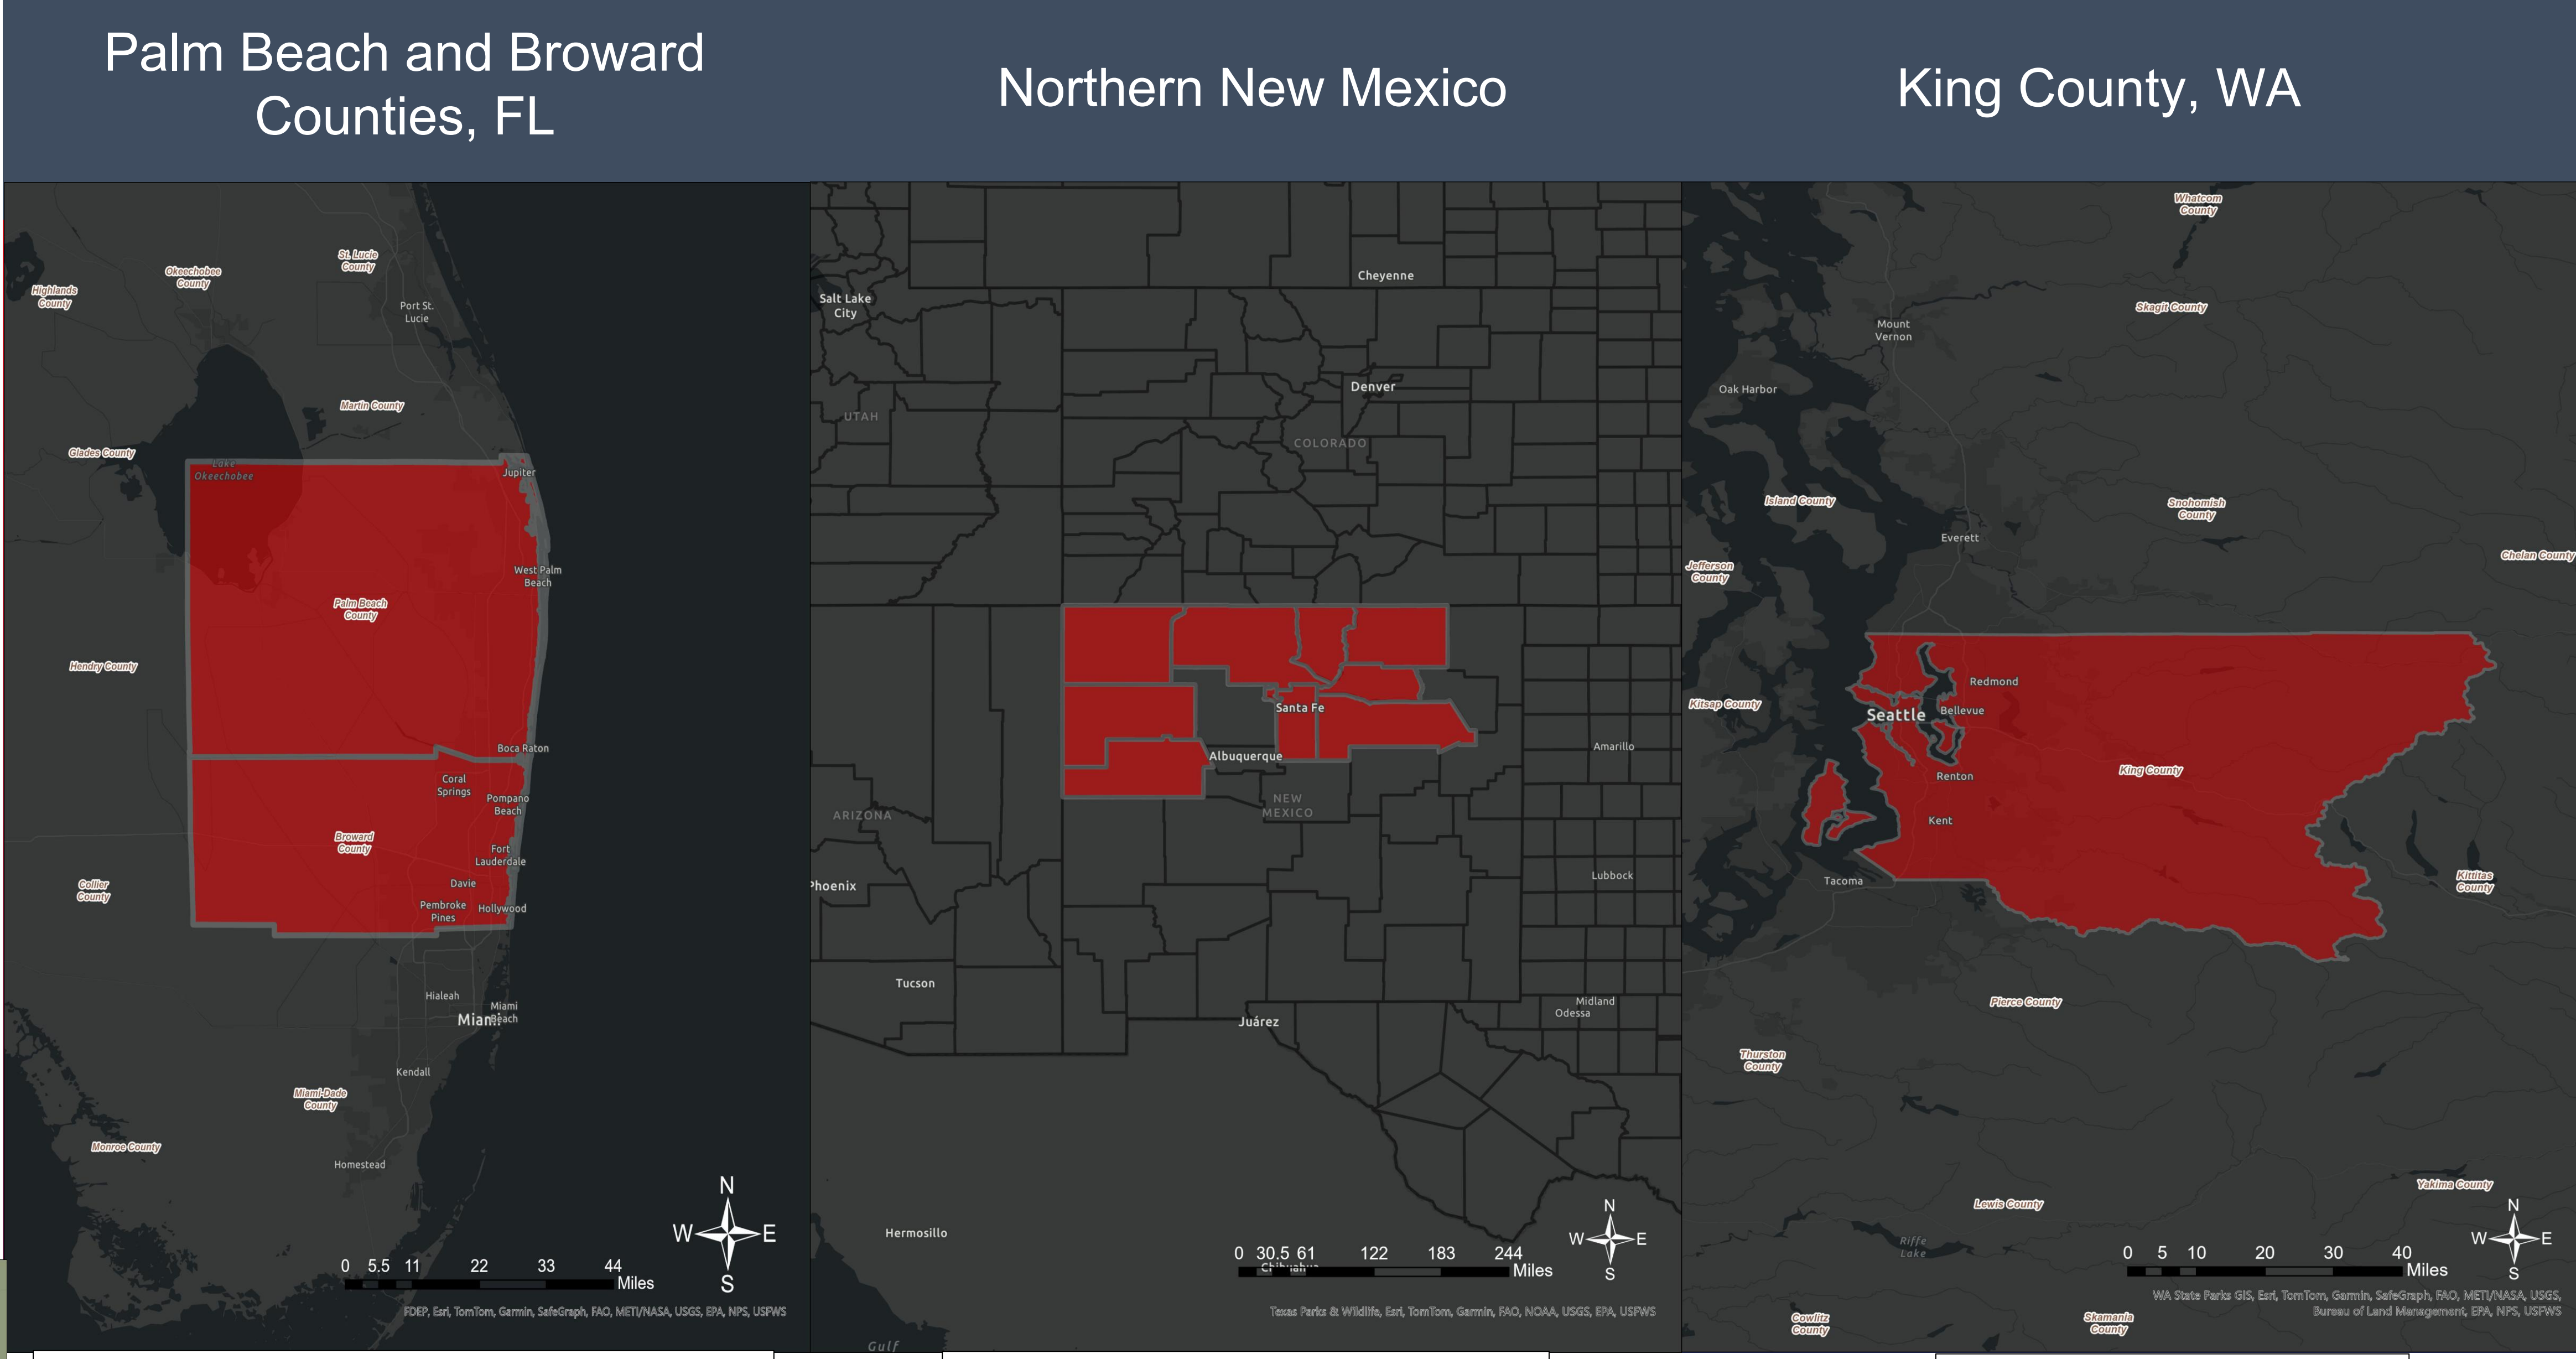 Palm Beach and Broward
Counties, FL
Northern New Mexico
King County, WA
St. Lucie
County
Okeechobee
County
Highlands
County
Port St.
Lucie
Martin County
Glades County
Lake
Okeechobee
Jupiter
West Palm
Beach
Palm Beach
County
Hendry County
Boca Raton
Coral
Springs
Pompano
Beach
Broward
County
Fort
Lauderdale
Davie
Collier
County
Pembroke
Pines
Hollywood
Hialeah
Miami
Beach
Miami
Kendall
Miami-Dade
County
Monroe County
Homestead
N
W
E
S
0 5.5 11 22 33 44
Miles
FDEP, Esri, TomTom, Garmin, SafeGraph, FAO, METI/NASA, USGS, EPA, NPS, USFWS
Cheyenne
Salt Lake
City
Denver
UTAH
COLORADO
Santa Fe
Amarillo
Albuquerque
NEW
MEXICO
ARIZONA
Phoenix
Lubbock
Tucson
Midland
Odessa
Juárez
Hermosillo
N
W
E
S
0 30.5 61 122 183 244
Chihuahua
Miles
Texas Parks & Wildlife, Esri, TomTom, Garmin, FAO, NOAA, USGS, EPA, USFWS
Gulf
Whatcom
County
Skagit County
Mount
Vernon
Oak Harbor
Island County
Snohomish
County
Everett
Chelan County
Jefferson
County
Redmond
Kitsap County
Seattle
Bellevue
King County
Renton
Kent
Tacoma
Kittitas
County
Pierce County
Thurston
County
Yakima County
Lewis County
Riffe
Lake
N
W
E
S
0 5 10 20 30 40
Miles
WA State Parks GIS, Esri, TomTom, Garmin, SafeGraph, FAO, METI/NASA, USGS,
Bureau of Land Management, EPA, NPS, USFWS
Cowlitz
County
Skamania
County